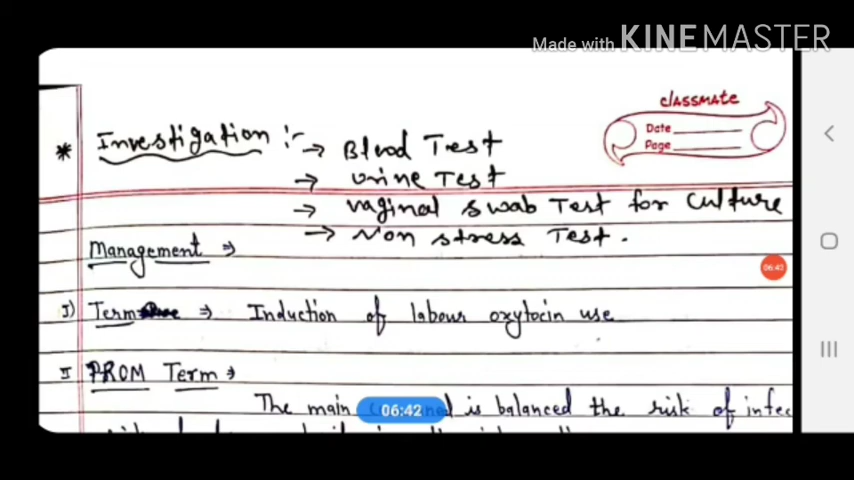 Made with KINEMASTER
classmate
Date
Page
* Investigation :- → Blood Test
→ Urine Test
→ Vaginal swab Test for culture
→ Non stress Test.
Management ⇒
06:42
I) Term ⇒ Induction of labour oxytocin use
II PROM Term →
The main is balanced the risk of infec
06:42